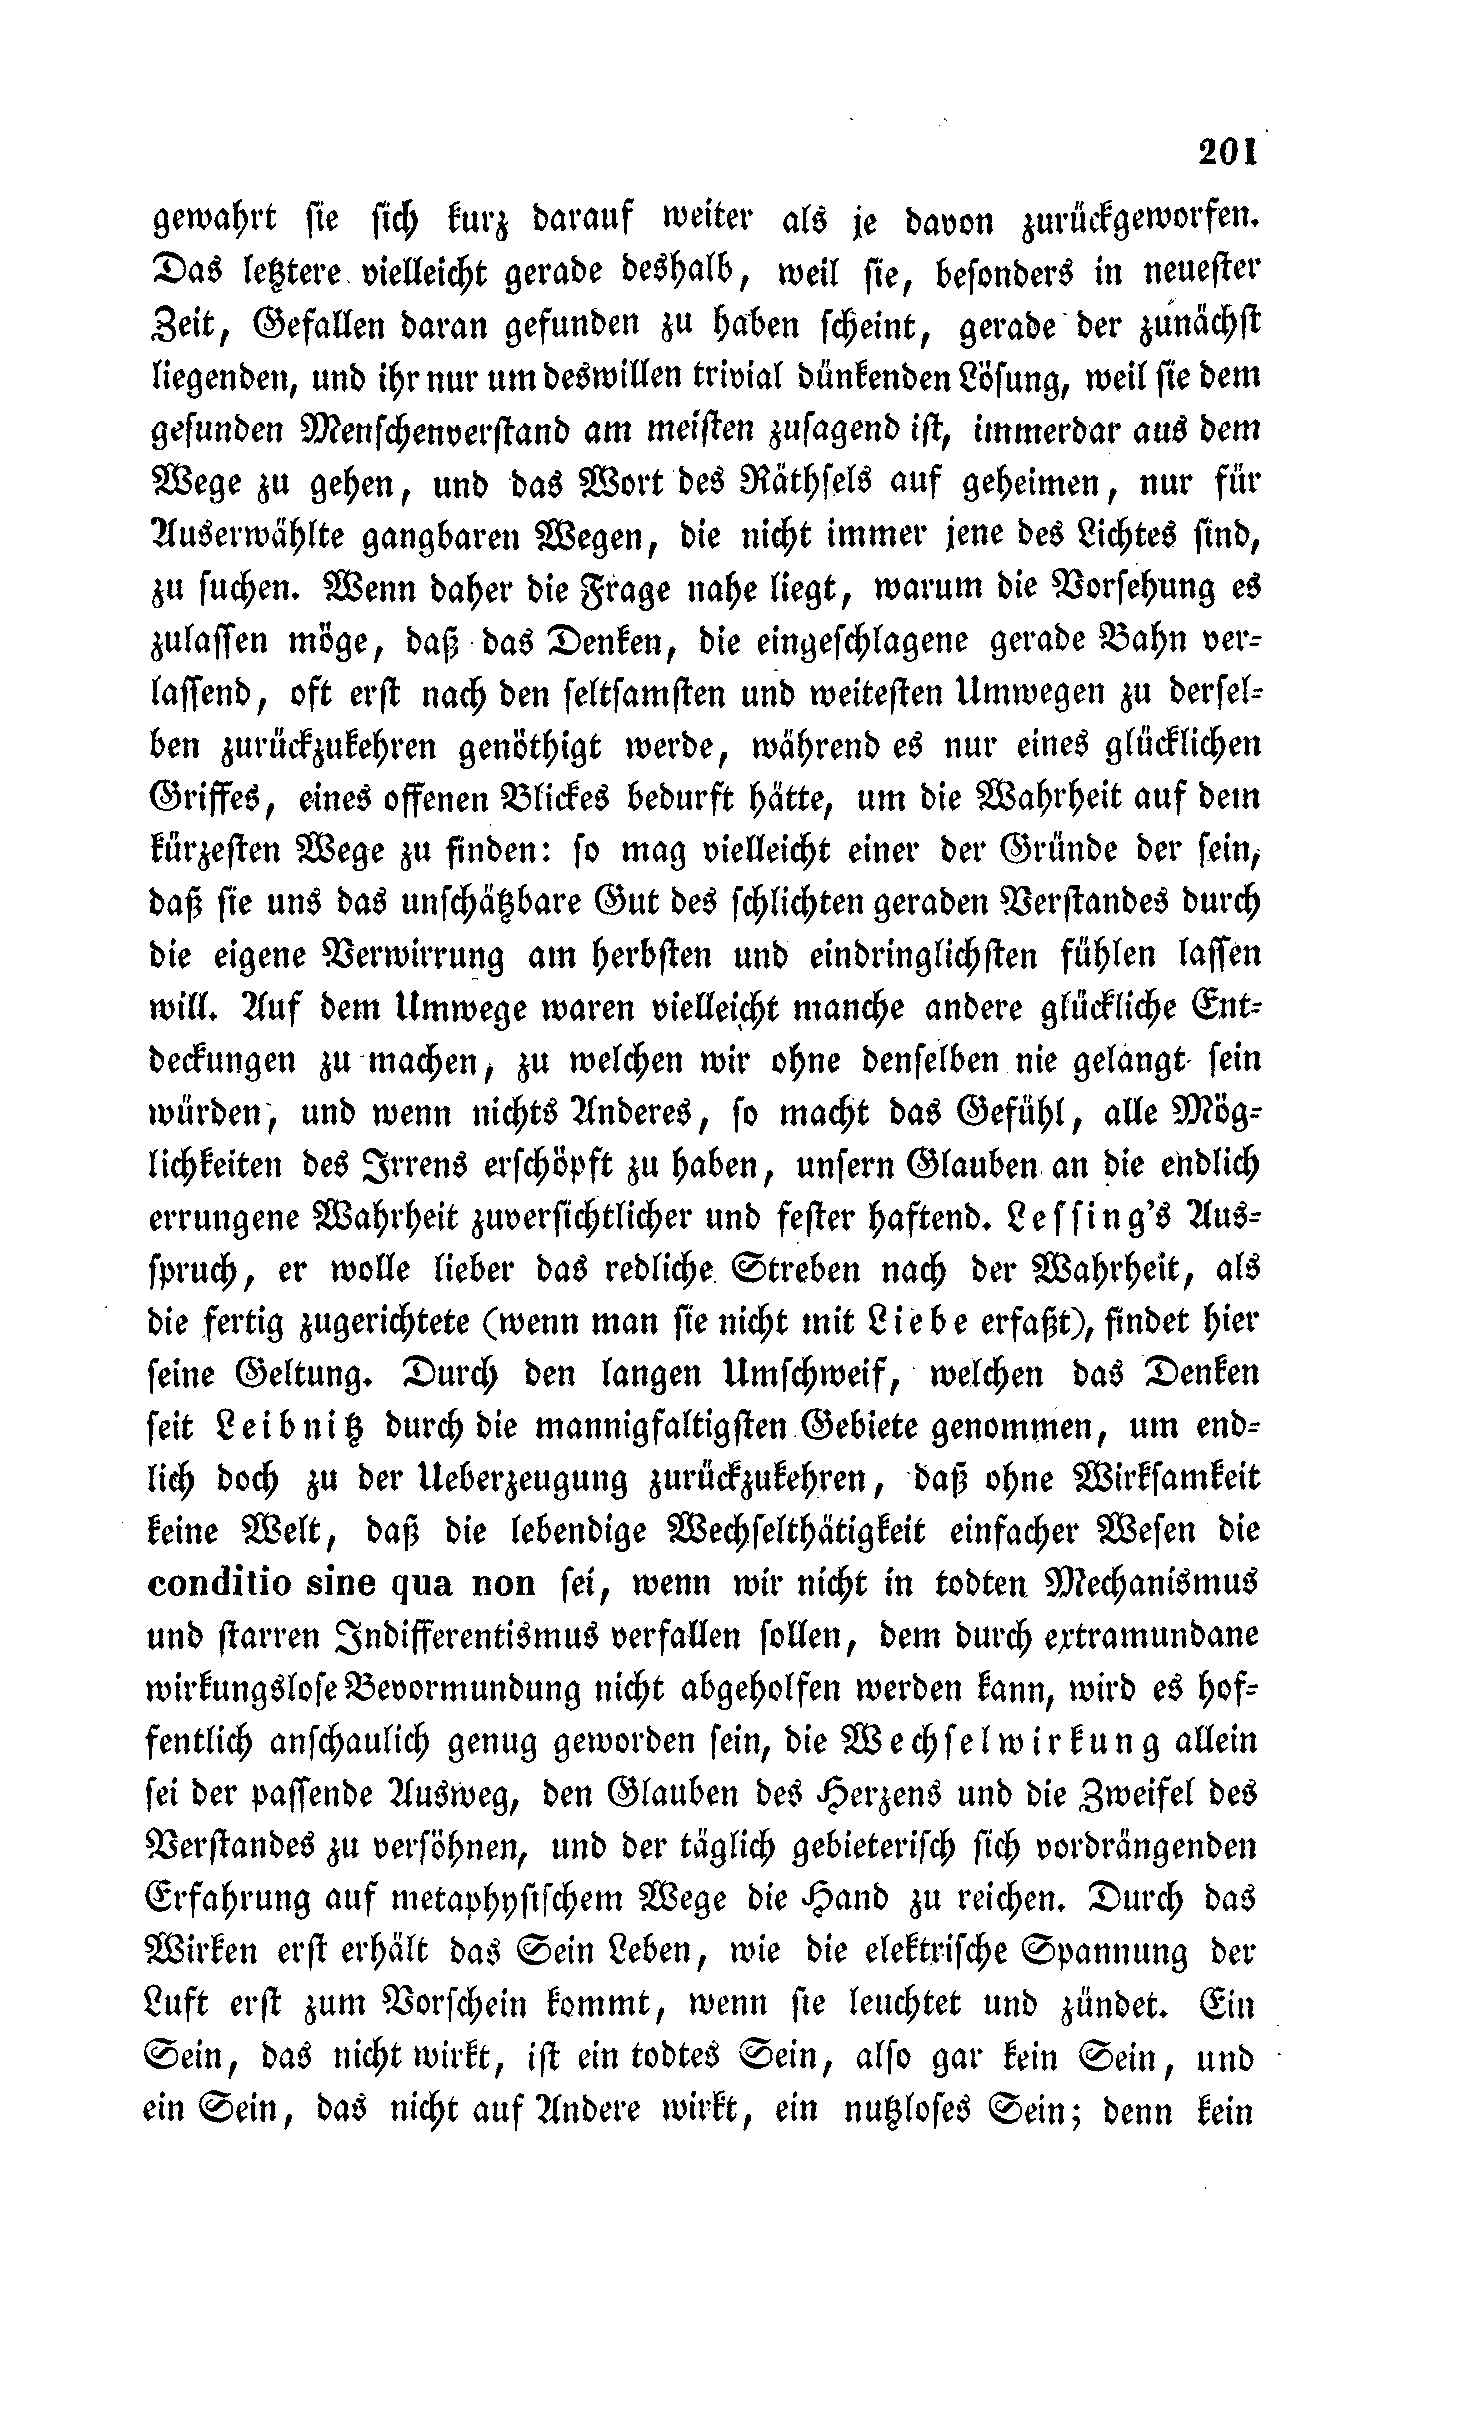 201
gewahrt sie sich kurz darauf weiter als je davon zurückgeworfen.
Das letztere vielleicht gerade deshalb, weil sie, besonders in neuester
Zeit, Gefallen daran gefunden zu haben scheint, gerade der zunächst
liegenden, und ihr nur um deswillen trivial dünkenden Lösung, weil sie dem
gesunden Menschenverstand am meisten zusagend ist, immerdar aus dem
Wege zu gehen, und das Wort des Räthsels auf geheimen, nur für
Auserwählte gangbaren Wegen, die nicht immer jene des Lichtes sind,
zu suchen. Wenn daher die Frage nahe liegt, warum die Vorsehung es
zulassen möge, daß das Denken, die eingeschlagene gerade Bahn ver-
lassend, oft erst nach den seltsamsten und weitesten Umwegen zu dersel-
ben zurückzukehren genöthigt werde, während es nur eines glücklichen
Griffes, eines offenen Blickes bedurft hätte, um die Wahrheit auf dem
kürzesten Wege zu finden: so mag vielleicht einer der Gründe der sein,
daß sie uns das unschätzbare Gut des schlichten geraden Verstandes durch
die eigene Verwirrung am herbsten und eindringlichsten fühlen lassen
will. Auf dem Umwege waren vielleicht manche andere glückliche Ent-
deckungen zu machen, zu welchen wir ohne denselben nie gelangt sein
würden, und wenn nichts Anderes, so macht das Gefühl, alle Mög-
lichkeiten des Irrens erschöpft zu haben, unsern Glauben an die endlich
errungene Wahrheit zuversichtlicher und fester haftend. Lessing's Aus-
spruch, er wolle lieber das redliche Streben nach der Wahrheit, als
die fertig zugerichtete (wenn man sie nicht mit Liebe erfaßt), findet hier
seine Geltung. Durch den langen Umschweif, welchen das Denken
seit Leibnitz durch die mannigfaltigsten Gebiete genommen, um end-
lich doch zu der Ueberzeugung zurückzukehren, daß ohne Wirksamkeit
keine Welt, daß die lebendige Wechselthätigkeit einfacher Wesen die
conditio sine qua non sei, wenn wir nicht in todten Mechanismus
und starren Indifferentismus verfallen sollen, dem durch extramundane
wirkungslose Bevormundung nicht abgeholfen werden kann, wird es hof-
fentlich anschaulich genug geworden sein, die Wechselwirkung allein
sei der passende Ausweg, den Glauben des Herzens und die Zweifel des
Verstandes zu versöhnen, und der täglich gebieterisch sich vordrängenden
Erfahrung auf metaphysischem Wege die Hand zu reichen. Durch das
Wirken erst erhält das Sein Leben, wie die elektrische Spannung der
Luft erst zum Vorschein kommt, wenn sie leuchtet und zündet. Ein
Sein, das nicht wirkt, ist ein todtes Sein, also gar kein Sein, und
ein Sein, das nicht auf Andere wirkt, ein nutzloses Sein; denn kein